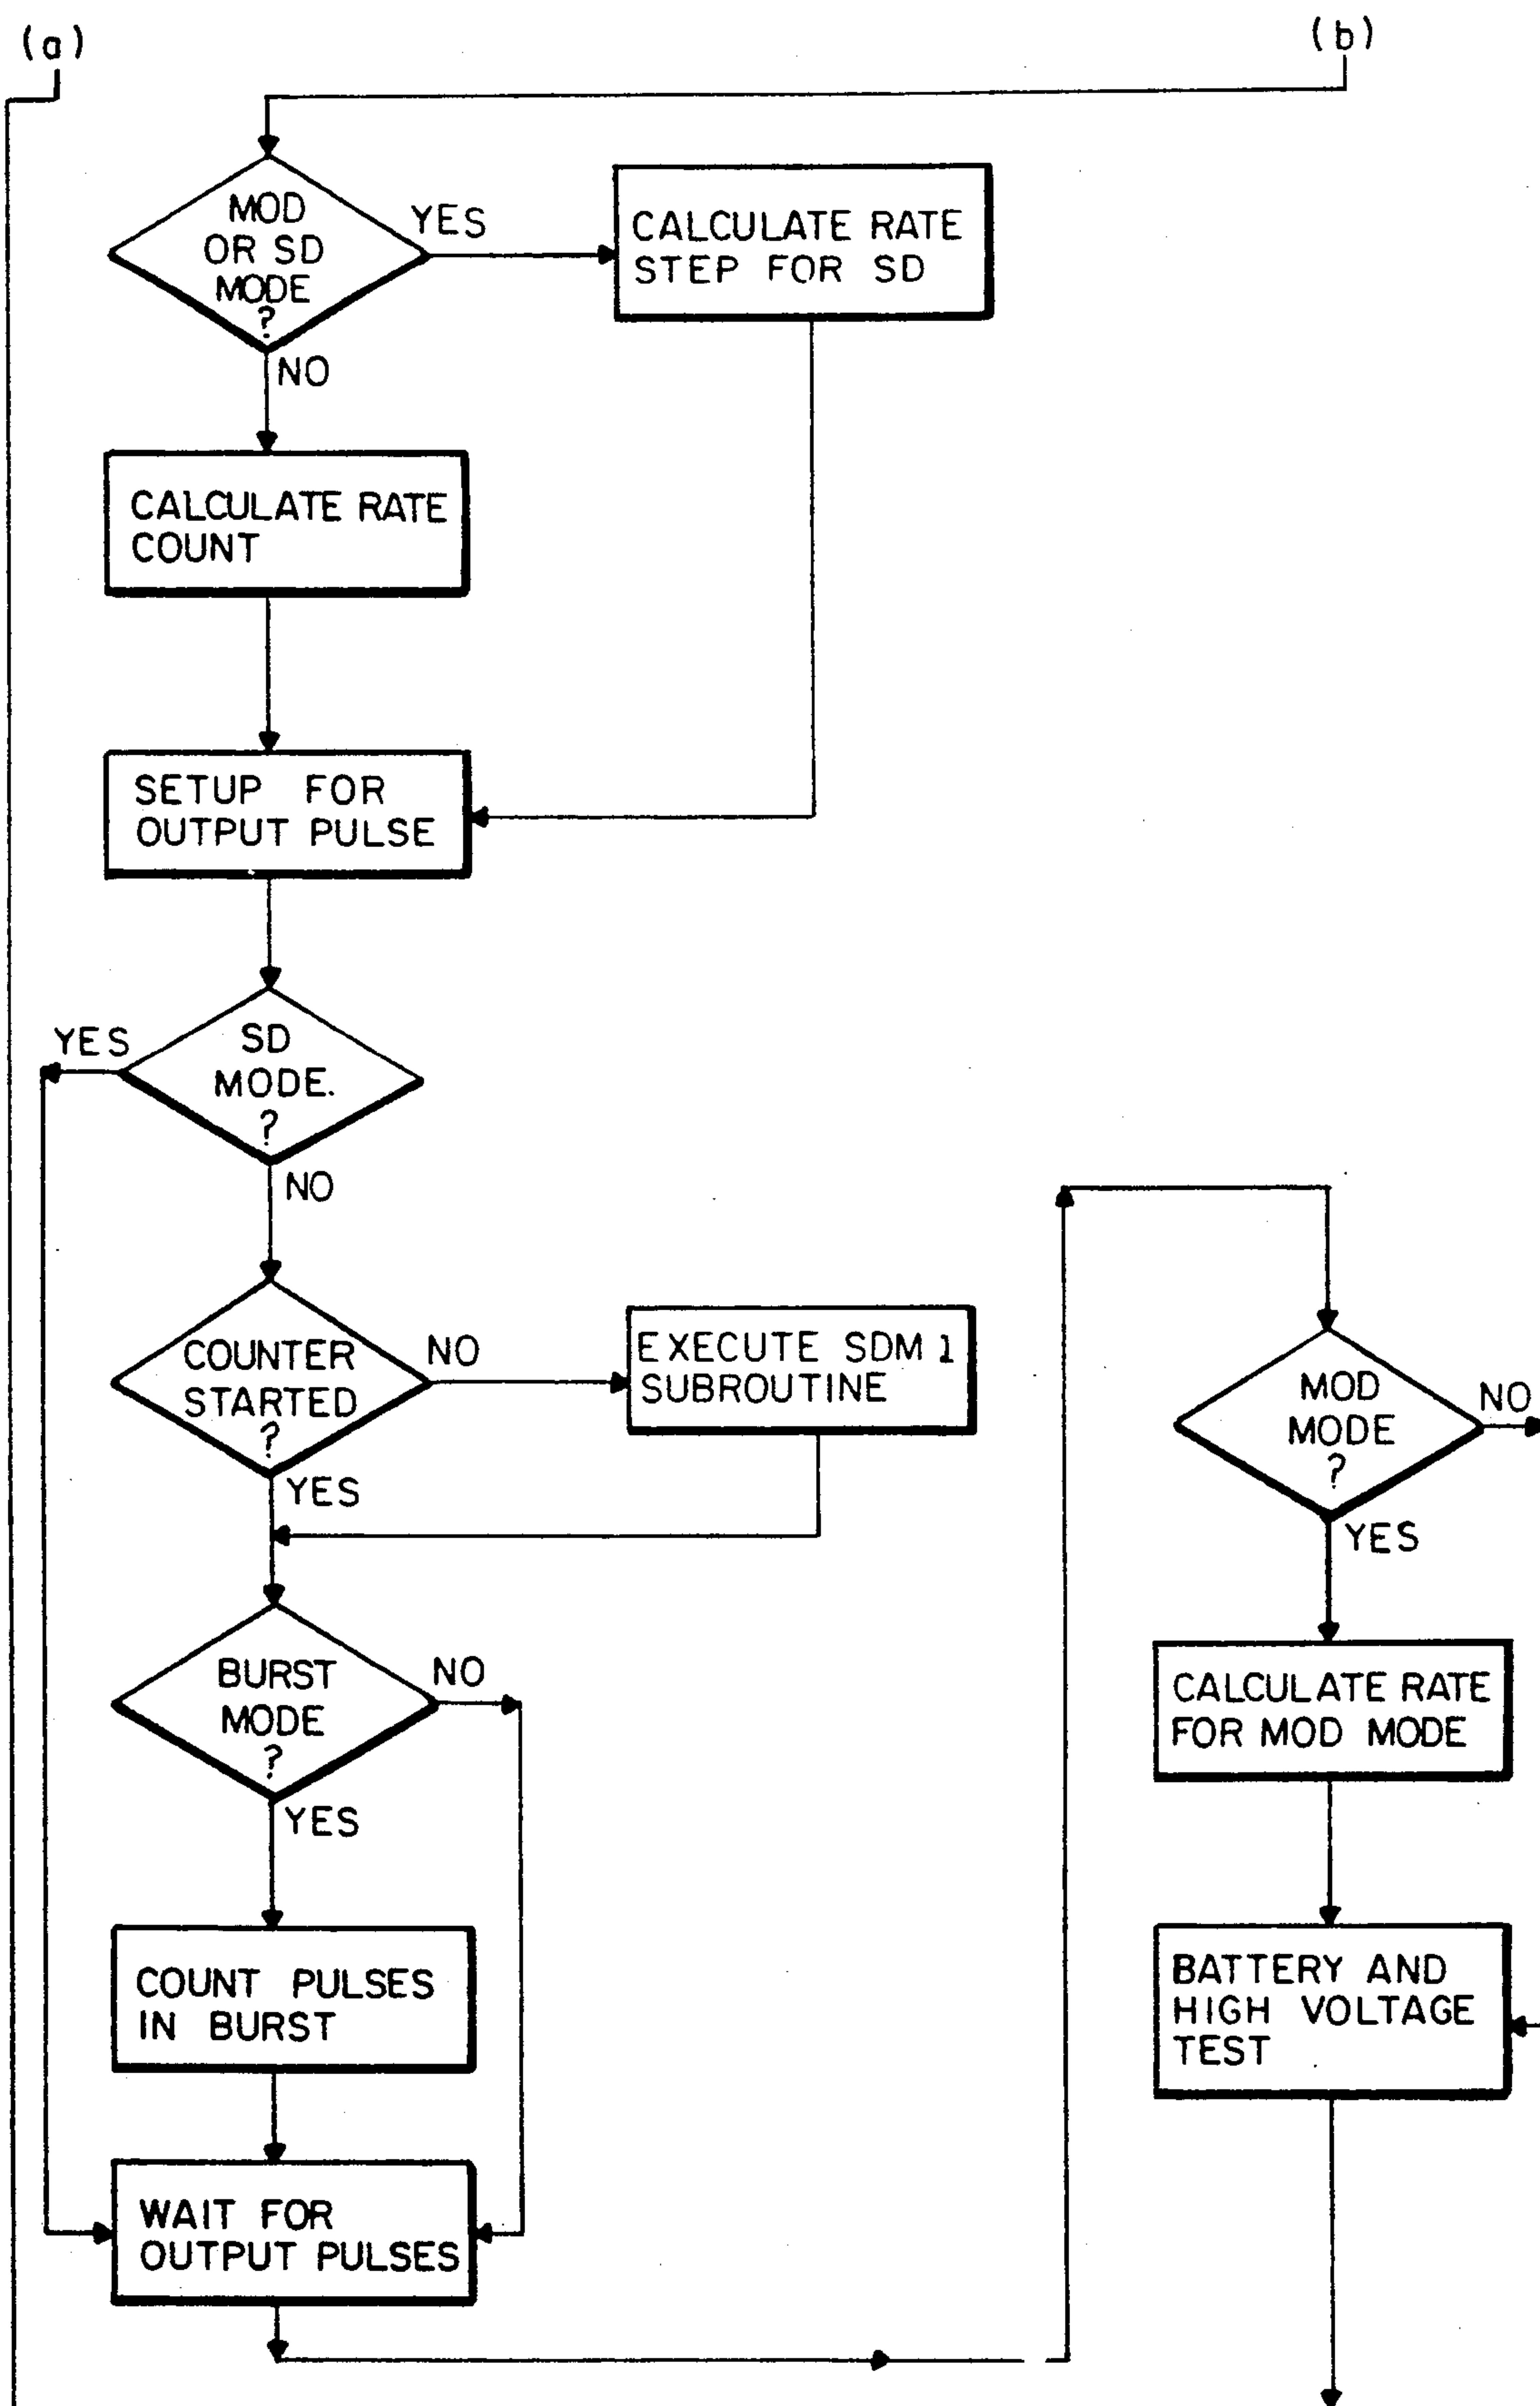 (a)
(b)
MOD
OR SD
MODE
?
YES
NO
CALCULATE RATE
STEP FOR SD
CALCULATE RATE
COUNT
SETUP FOR
OUTPUT PULSE
YES
SD
MODE.
?
NO
COUNTER
STARTED
?
NO
YES
EXECUTE SDM 1
SUBROUTINE
BURST
MODE
?
NO
YES
COUNT PULSES
IN BURST
WAIT FOR
OUTPUT PULSES
MOD
MODE
?
NO
YES
CALCULATE RATE
FOR MOD MODE
BATTERY AND
HIGH VOLTAGE
TEST